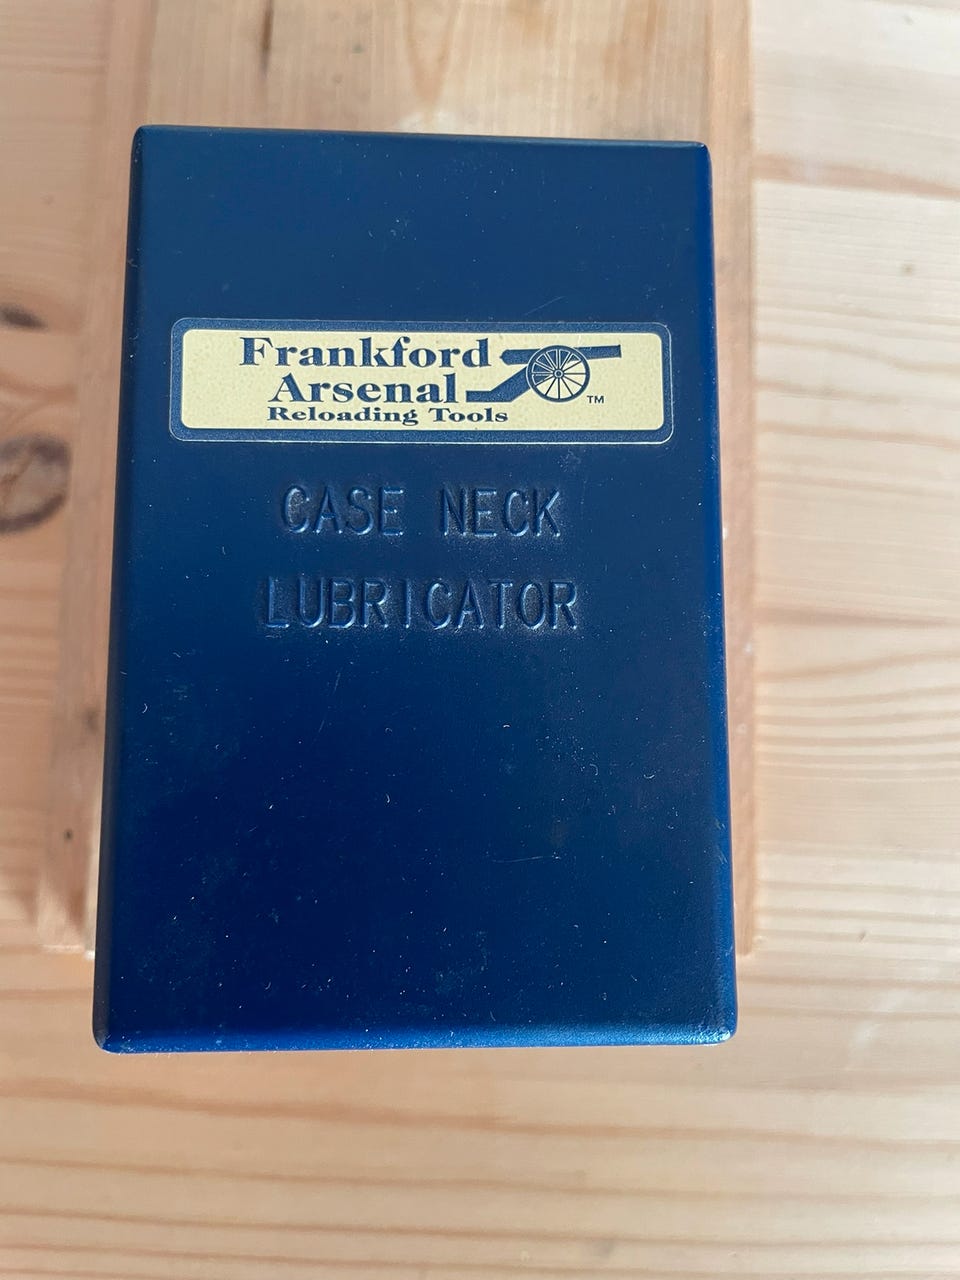 Frankford
Arsenal
Reloading Tools
TM
CASE NECK
LUBRICATOR